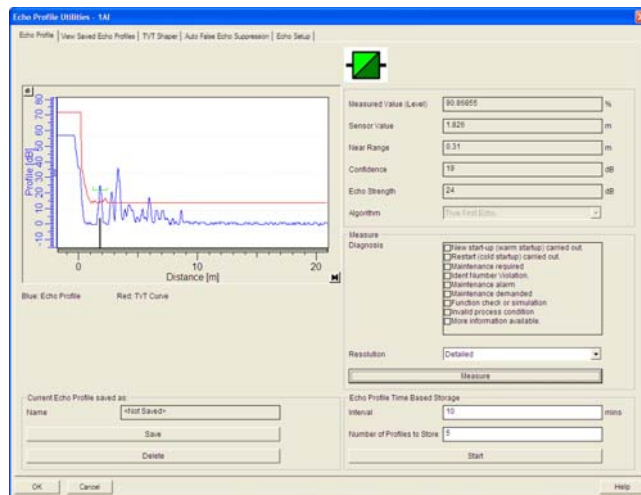 Echo Profile Utilities - 1AI
Echo Profile View Saved Echo Profiles TVT Shaper Auto False Echo Suppression Echo Setup
Profile [dB]
80
70
60
50
40
30
20
10
0
-10
0 10 20
Distance [m]
Blue: Echo Profile Red: TVT Curve
Measured Value (Level) 90.86855 %
Sensor Value 1.828 m
Near Range 0.31 m
Confidence 19 dB
Echo Strength 24 dB
Algorithm True First Echo
Measure
Diagnosis
New start-up (warm startup) carried out.
Restart (cold startup) carried out.
Maintenance required
Ident Number Violation.
Maintenance alarm
Maintenance demanded
Function check or simulation
Invalid process condition
More information available.
Resolution Detailed
Measure
Current Echo Profile saved as:
Name <Not Saved>
Save
Delete
Echo Profile Time Based Storage
Interval 10 mins
Number of Profiles to Store 5
Start
OK Cancel Help